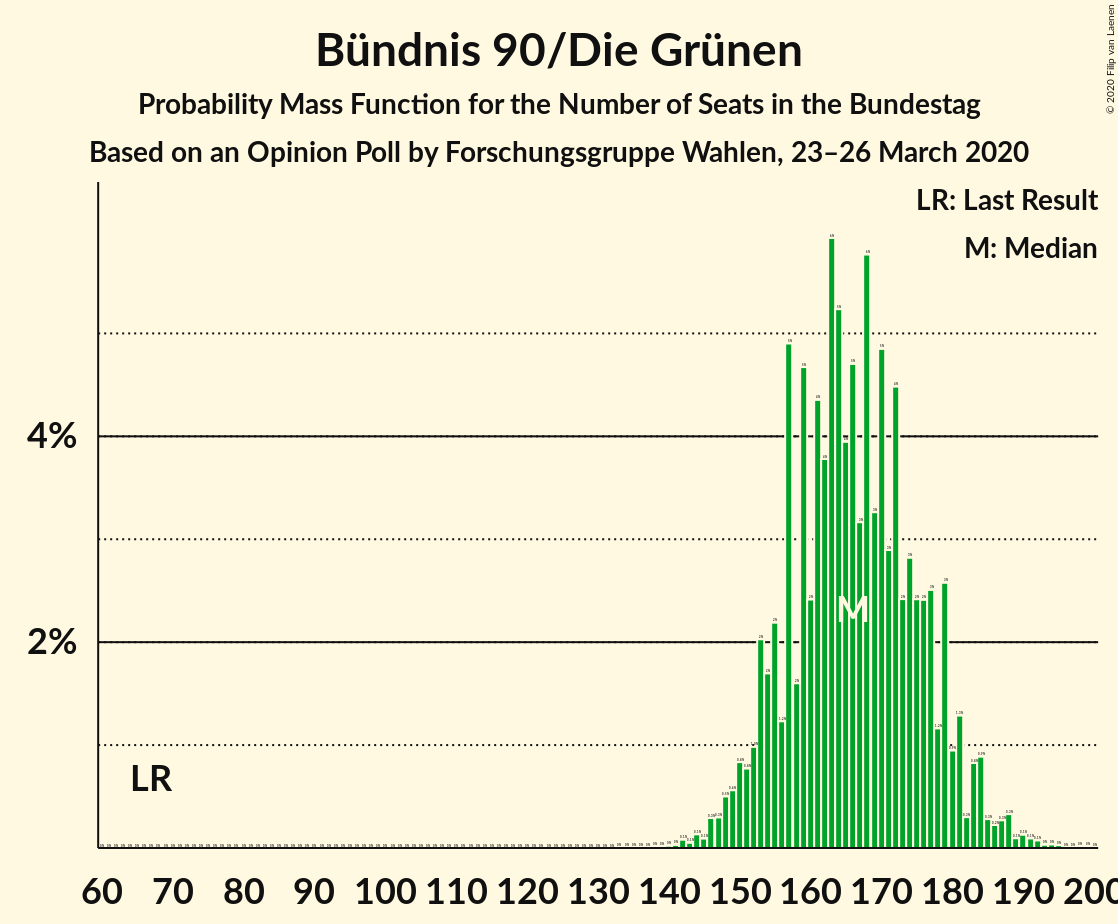 Bündnis 90/Die Grünen
Probability Mass Function for the Number of Seats in the Bundestag
Based on an Opinion Poll by Forschungsgruppe Wahlen, 23–26 March 2020
© 2020 Filip van Laenen
LR: Last Result
M: Median
4%
2%
LR
M
60 70 80 90 100 110 120 130 140 150 160 170 180 190 200